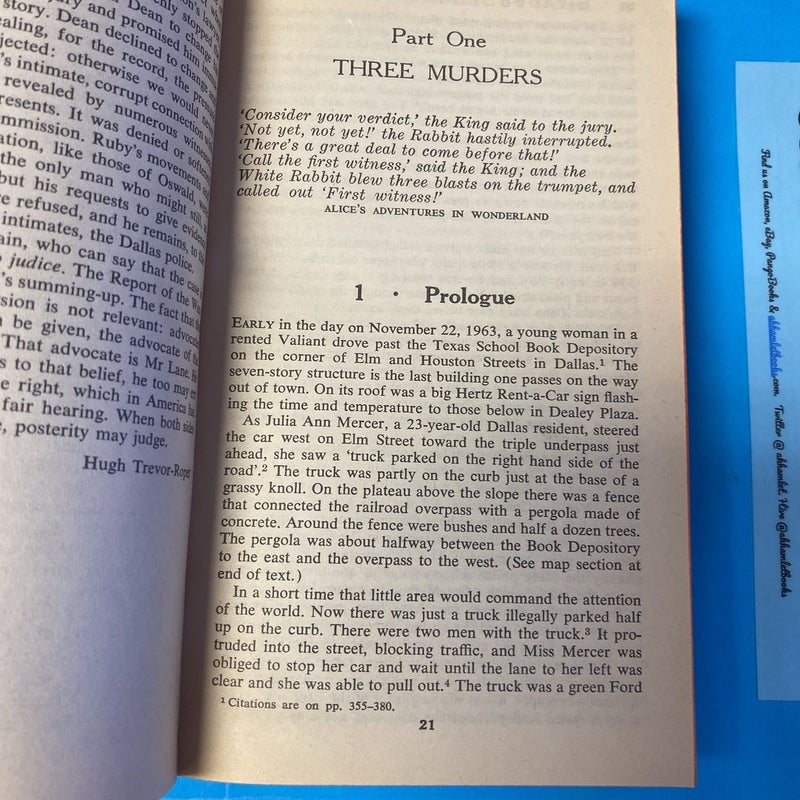 only stopped
story. Dean
Dean to change
jury and promised him
Dean declined to change
ealing, for the record, the
jected: otherwise we would
's intimate, corrupt connection
revealed by numerous
resents. It was denied or
mmission. Ruby's movements
ation, like those of Oswald,
the only man who might still
but his requests to give
e refused, and he remains, to
intimates, the Dallas police.
ain, who can say that the case
judice. The Report of the
's summing-up. The fact that
sion is not relevant:
be given, the advocate of
That advocate is Mr Lane.
s to that belief, he too may
e right, which in America
fair hearing. When both sides
e, posterity may judge.
Hugh Trevor-Roper
Part One
THREE MURDERS
'Consider your verdict,' the King said to the jury.
'Not yet, not yet!' the Rabbit hastily interrupted.
'There's a great deal to come before that!'
'Call the first witness,' said the King; and the
White Rabbit blew three blasts on the trumpet, and
called out 'First witness!'
ALICE'S ADVENTURES IN WONDERLAND
1 · Prologue
EARLY in the day on November 22, 1963, a young woman in a
rented Valiant drove past the Texas School Book Depository
on the corner of Elm and Houston Streets in Dallas.¹ The
seven-story structure is the last building one passes on the way
out of town. On its roof was a big Hertz Rent-a-Car sign flash-
ing the time and temperature to those below in Dealey Plaza.
As Julia Ann Mercer, a 23-year-old Dallas resident, steered
the car west on Elm Street toward the triple underpass just
ahead, she saw a 'truck parked on the right hand side of the
road'.² The truck was partly on the curb just at the base of a
grassy knoll. On the plateau above the slope there was a fence
that connected the railroad overpass with a pergola made of
concrete. Around the fence were bushes and half a dozen trees.
The pergola was about halfway between the Book Depository
to the east and the overpass to the west. (See map section at
end of text.)
In a short time that little area would command the attention
of the world. Now there was just a truck illegally parked half
up on the curb. There were two men with the truck.³ It pro-
truded into the street, blocking traffic, and Miss Mercer was
obliged to stop her car and wait until the lane to her left was
clear and she was able to pull out.⁴ The truck was a green Ford
¹ Citations are on pp. 355–380.
21
Find us on Amazon, eBay, PangoBooks & akhamletbooks.com. Twitter @ akhamlet. Hive @akhamletbooks